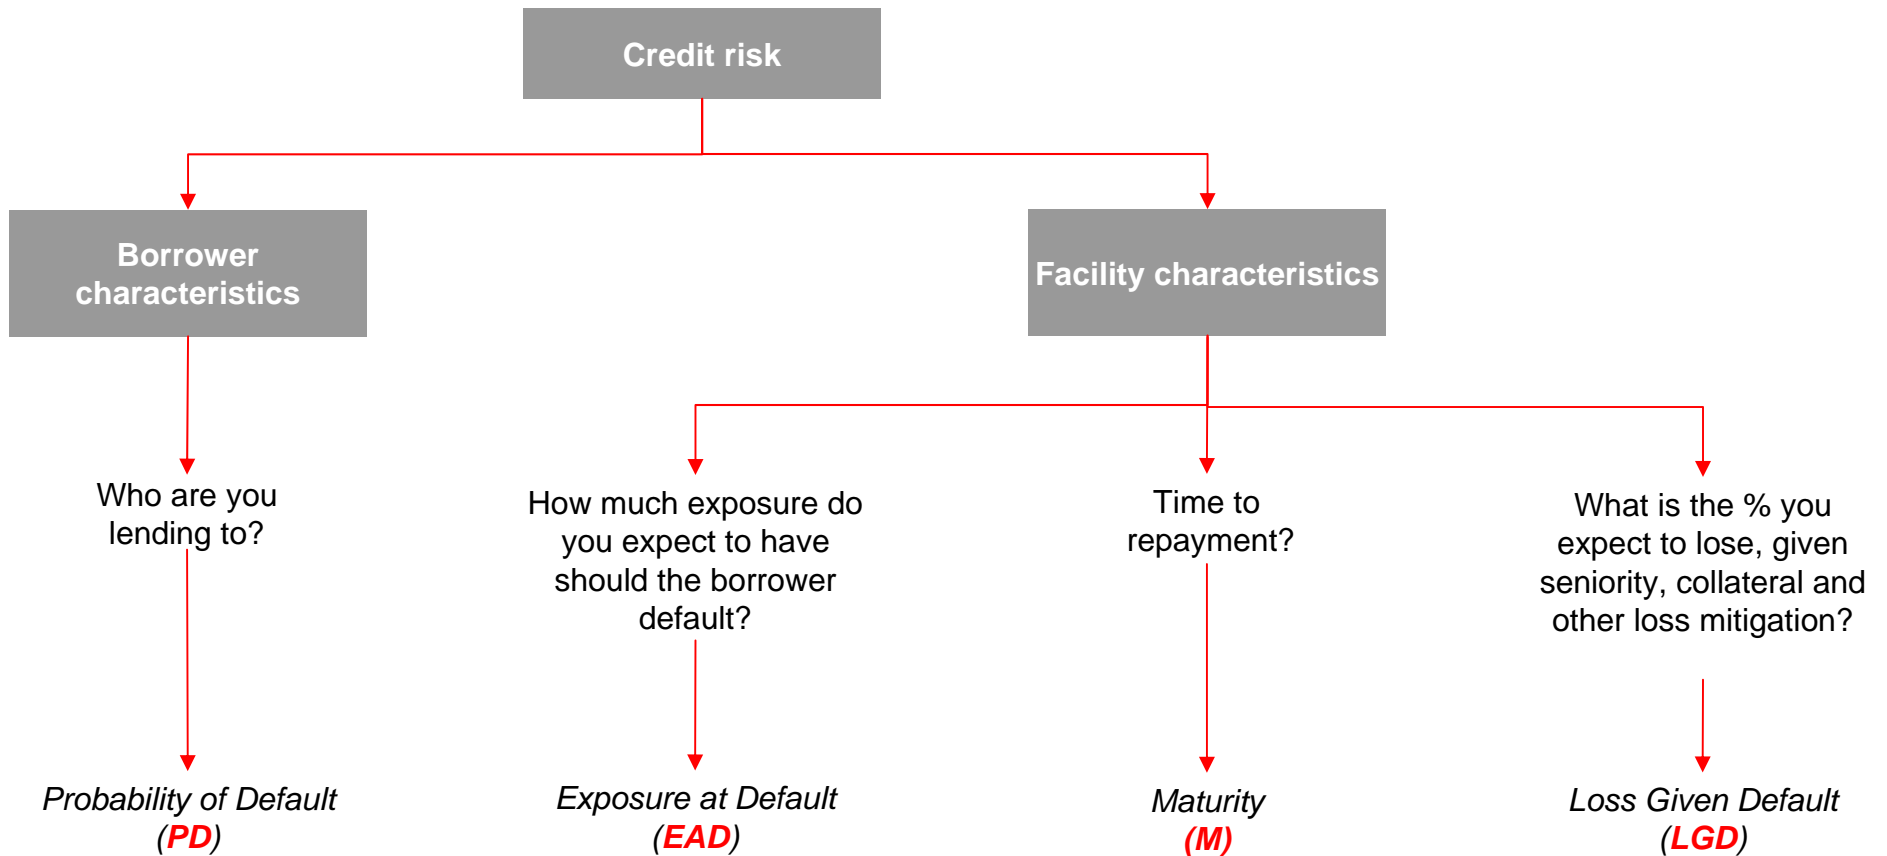 Credit risk
Borrower
characteristics
Facility characteristics
Who are you
lending to?
How much exposure do
you expect to have
should the borrower
default?
Time to
repayment?
What is the % you
expect to lose, given
seniority, collateral and
other loss mitigation?
Probability of Default
(PD)
Exposure at Default
(EAD)
Maturity
(M)
Loss Given Default
(LGD)